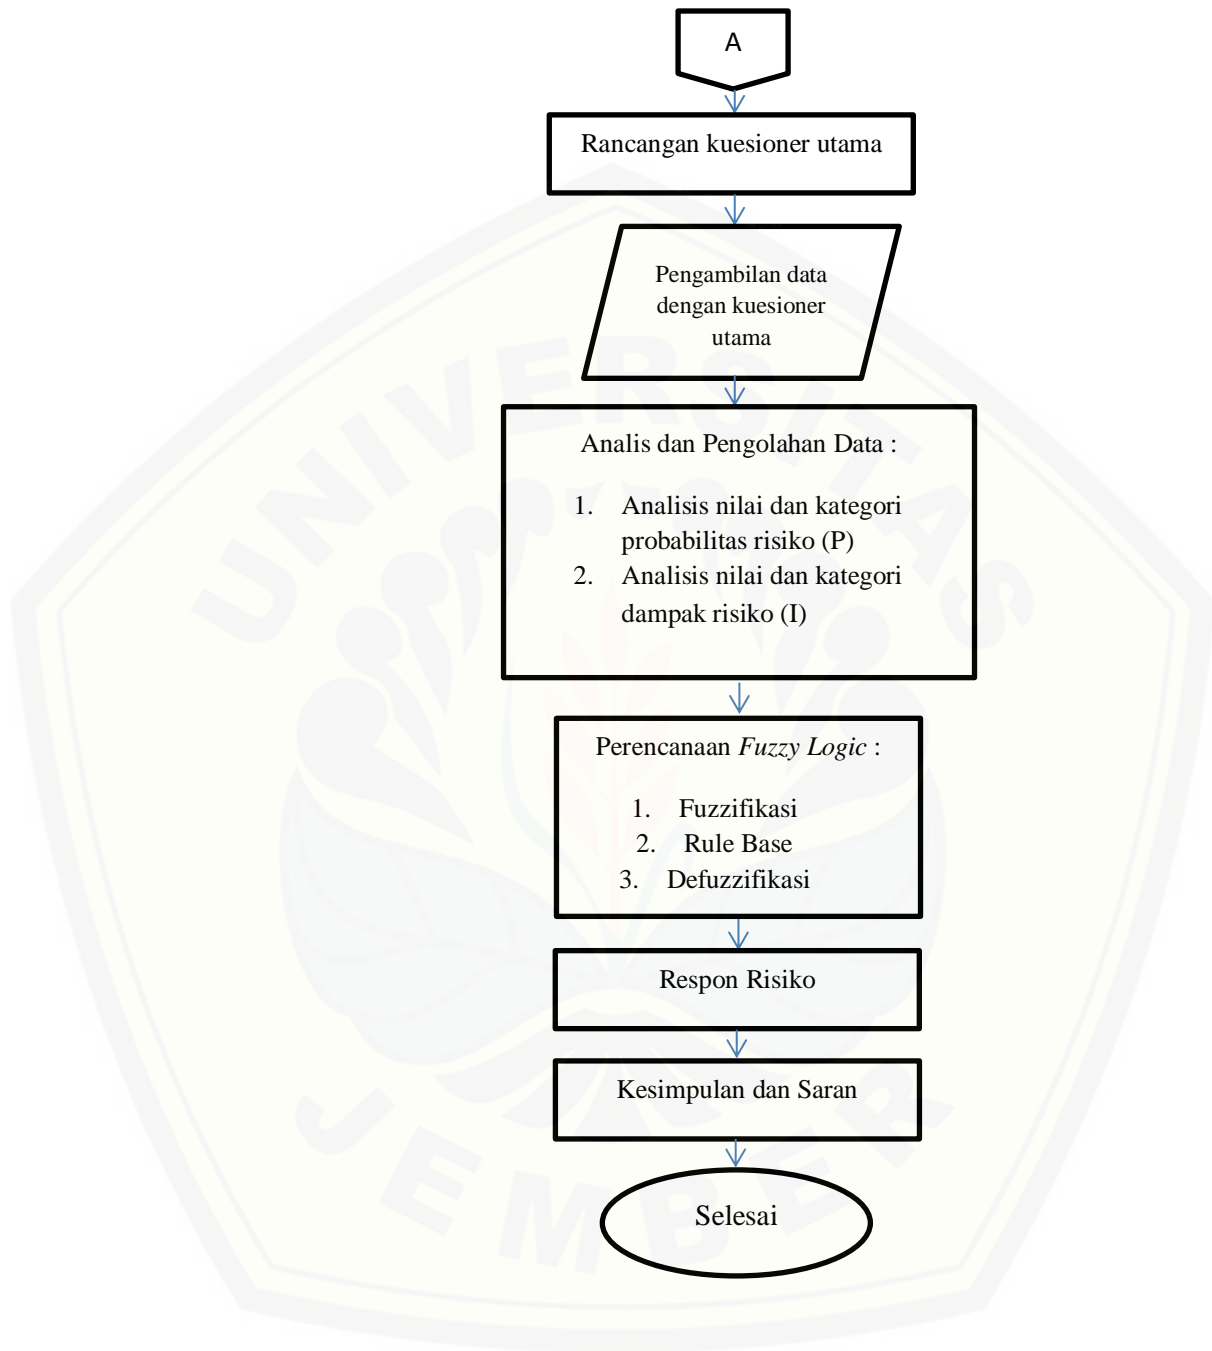 A
Rancangan kuesioner utama
Pengambilan data
dengan kuesioner
utama
Analis dan Pengolahan Data :
1. Analisis nilai dan kategori
probabilitas risiko (P)
2. Analisis nilai dan kategori
dampak risiko (I)
Perencanaan Fuzzy Logic :
1. Fuzzifikasi
2. Rule Base
3. Defuzzifikasi
Respon Risiko
Kesimpulan dan Saran
Selesai
UNIVERSITAS
JEMBER